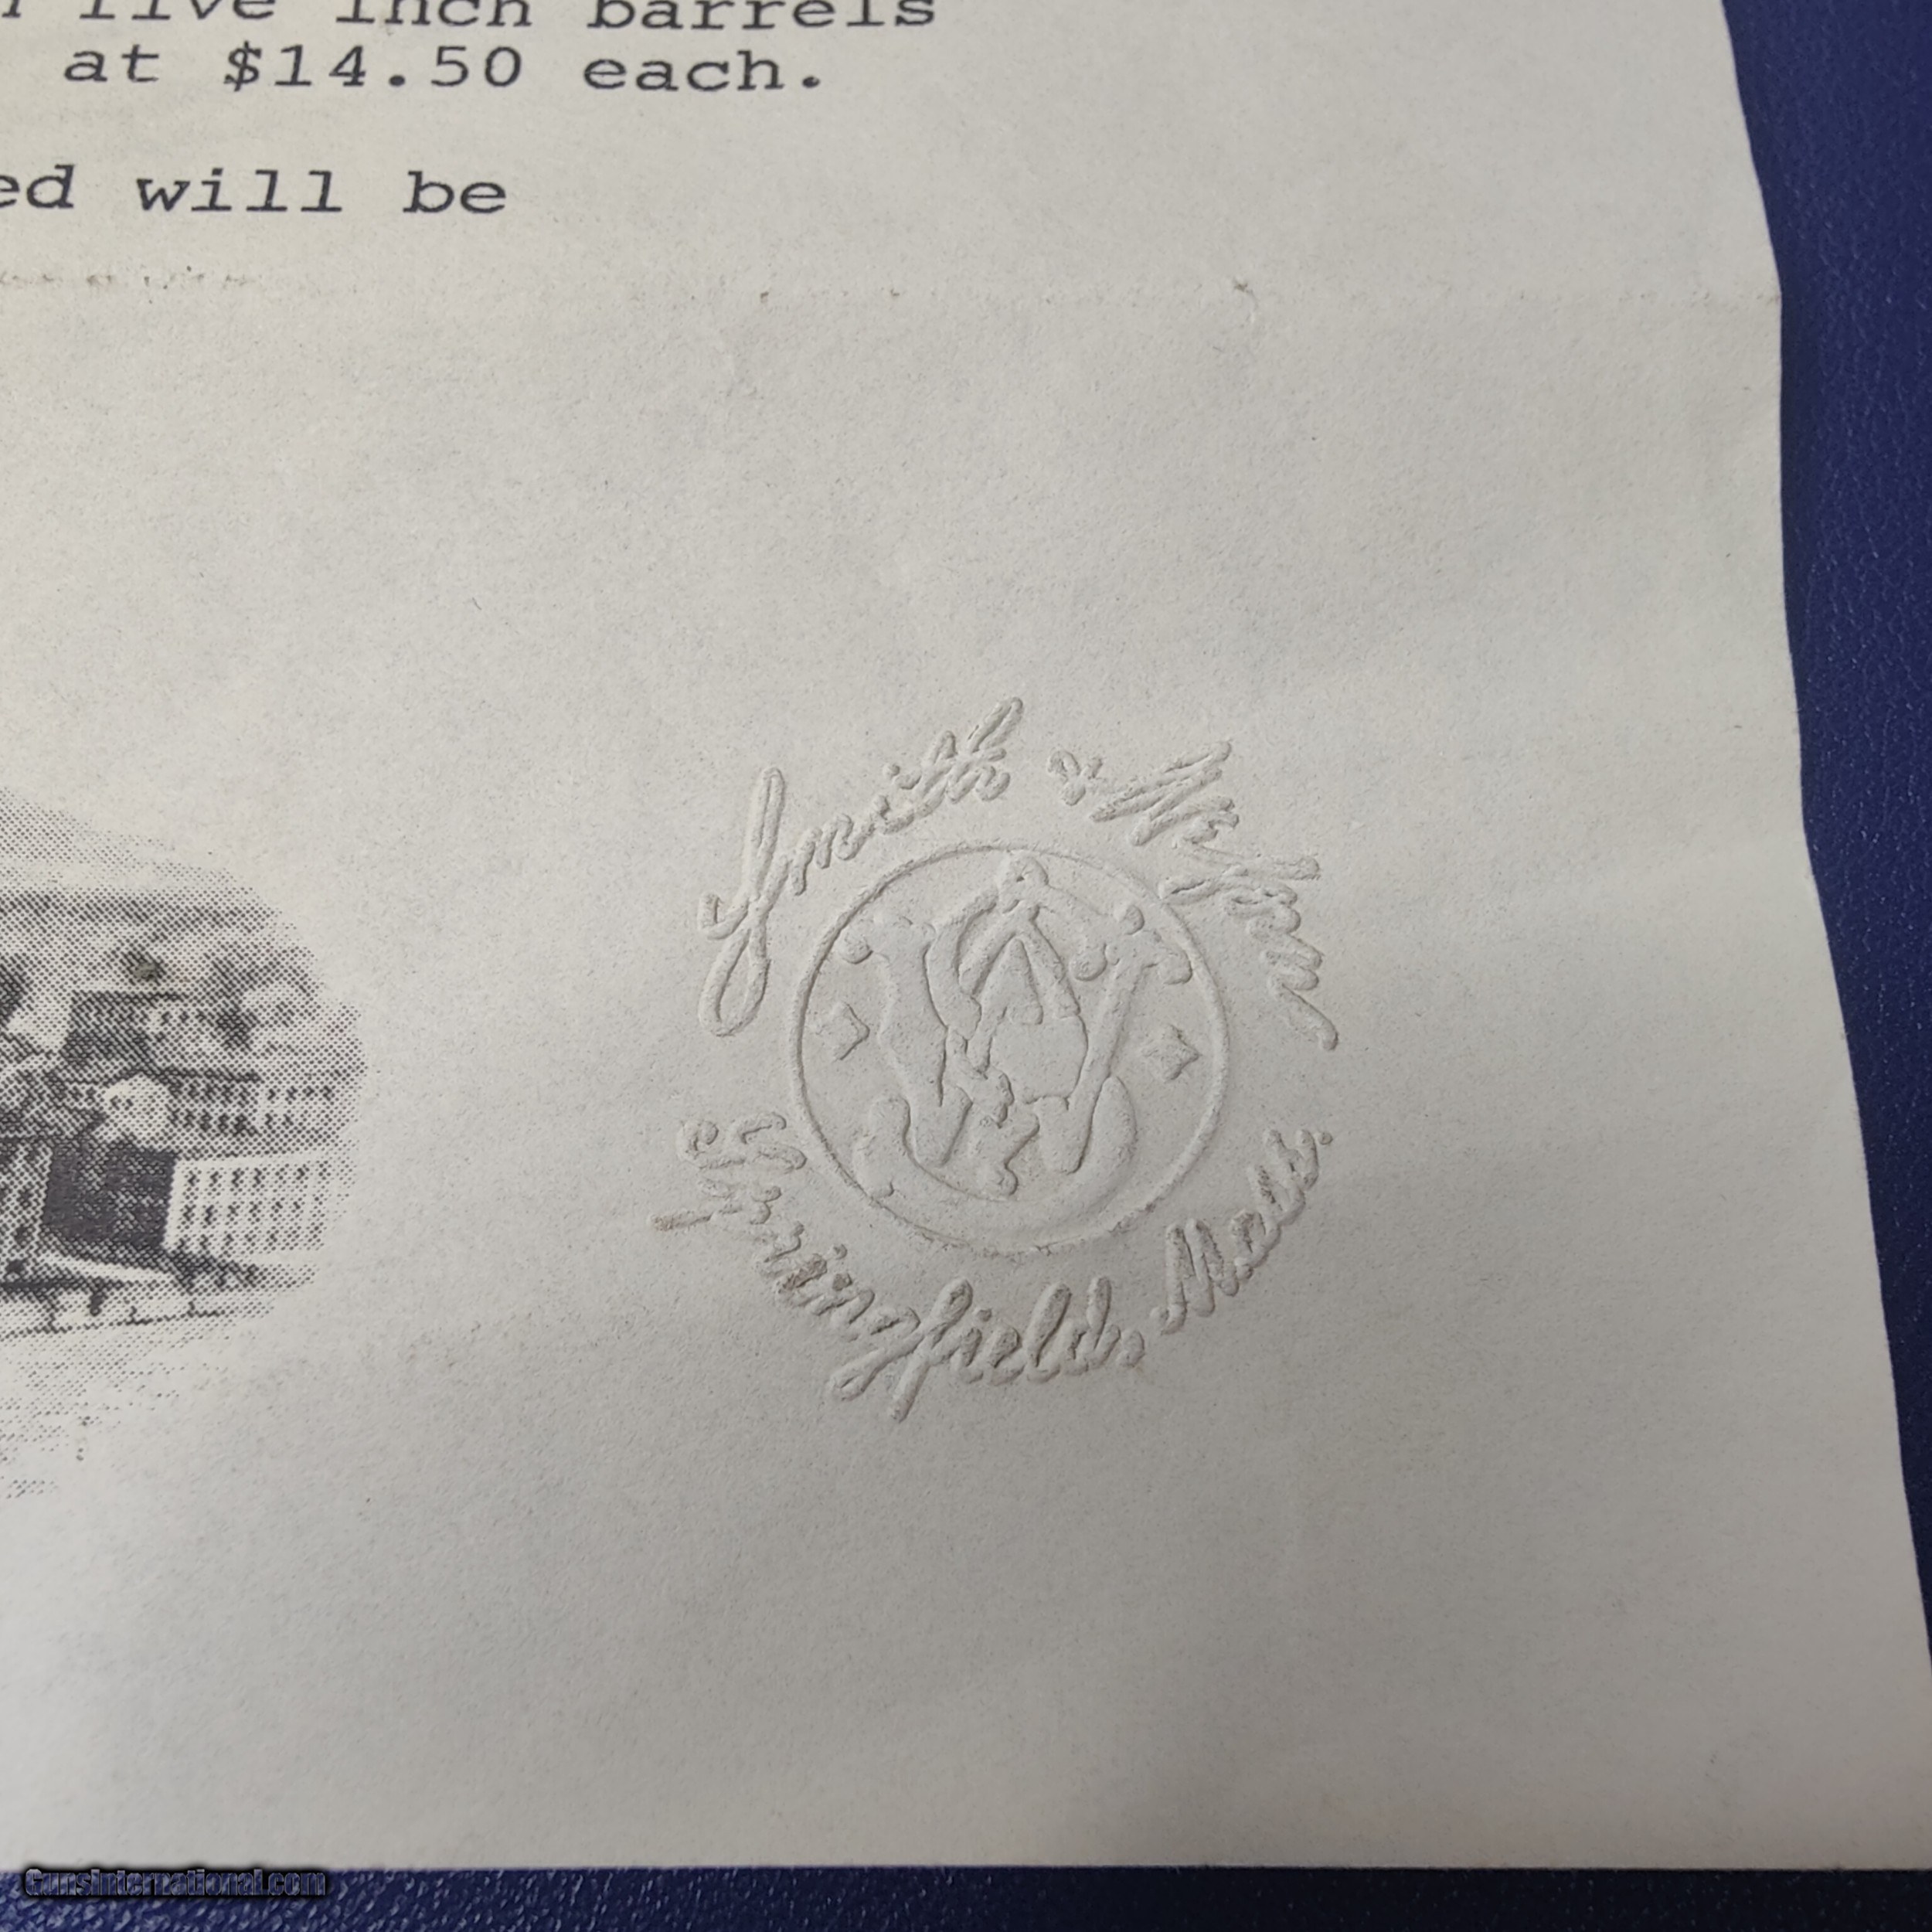 five inch barrels
at $14.50 each.
ed will be
Smith & Wesson
SW
Springfield, Mass.
GunsInternational.com